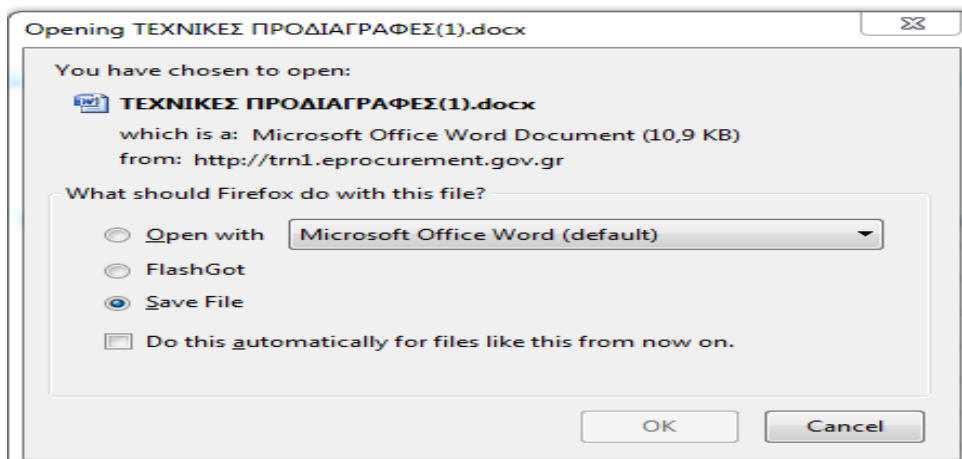 Opening ΤΕΧΝΙΚΕΣ ΠΡΟΔΙΑΓΡΑΦΕΣ(1).docx
You have chosen to open:
ΤΕΧΝΙΚΕΣ ΠΡΟΔΙΑΓΡΑΦΕΣ(1).docx
which is a: Microsoft Office Word Document (10,9 KB)
from: http://trn1.eprocurement.gov.gr
What should Firefox do with this file?
Open with Microsoft Office Word (default)
FlashGot
Save File
Do this automatically for files like this from now on.
OK Cancel